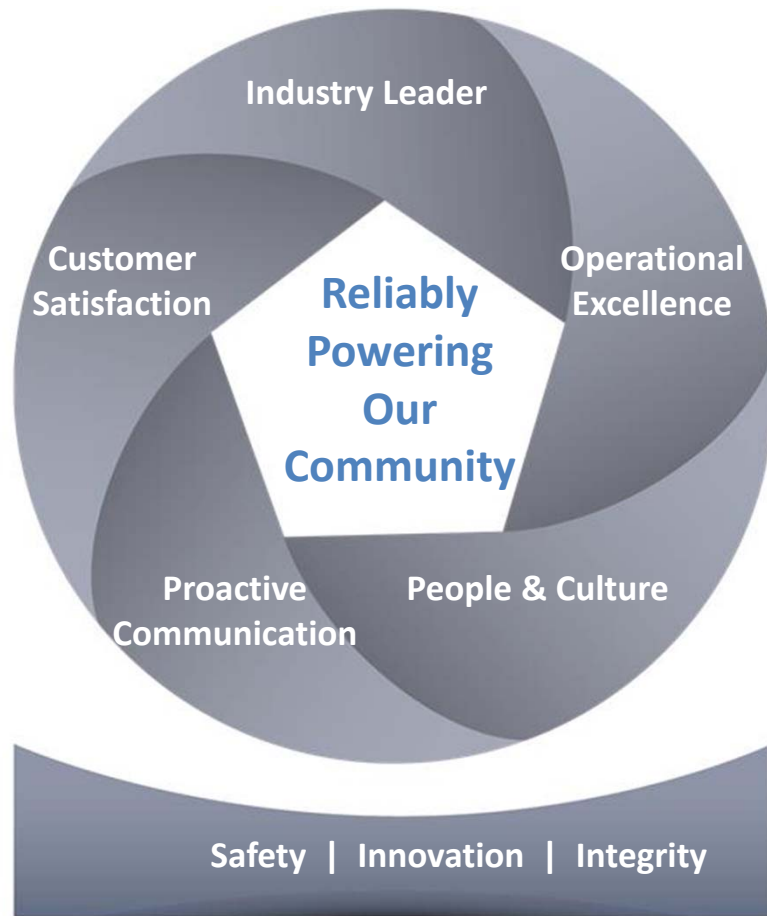 Industry Leader
Customer
Satisfaction
Operational
Excellence
Reliably
Powering
Our
Community
Proactive
Communication
People & Culture
Safety | Innovation | Integrity